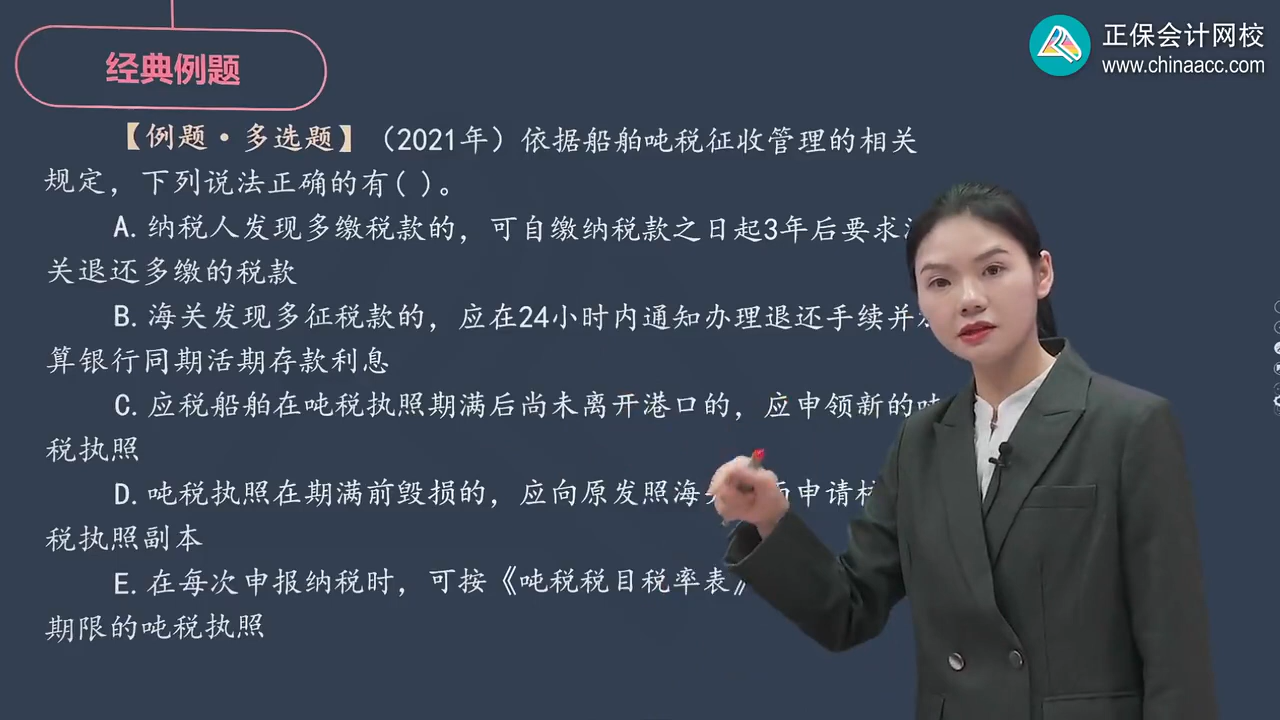 正保会计网校
www.chinaacc.com
经典例题
【例题·多选题】（2021年）依据船舶吨税征收管理的相关
规定，下列说法正确的有( )。
A. 纳税人发现多缴税款的，可自缴纳税款之日起3年后要求
关退还多缴的税款
B. 海关发现多征税款的，应在24小时内通知办理退还手续并
算银行同期活期存款利息
C. 应税船舶在吨税执照期满后尚未离开港口的，应申领新的吨
税执照
D. 吨税执照在期满前毁损的，应向原发照海 申请
税执照副本
E. 在每次申报纳税时，可按《吨税税目税率表》
期限的吨税执照